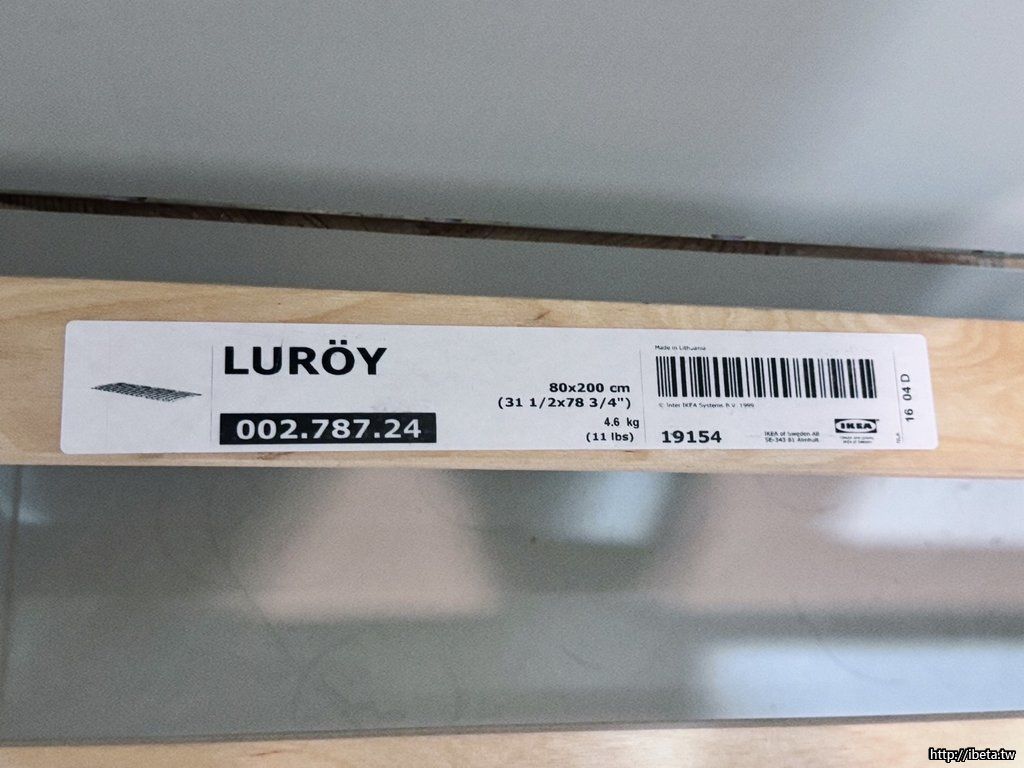 LURÖY
002.787.24
80x200 cm
(31 1/2x78 3/4")
4.6 kg
(11 lbs)
Made in Lithuania
© Inter IKEA Systems B.V. 1999
19154
IKEA of Sweden AB
SE-343 81 Älmhult
IKEA
16 04 D
http://ibeta.tw